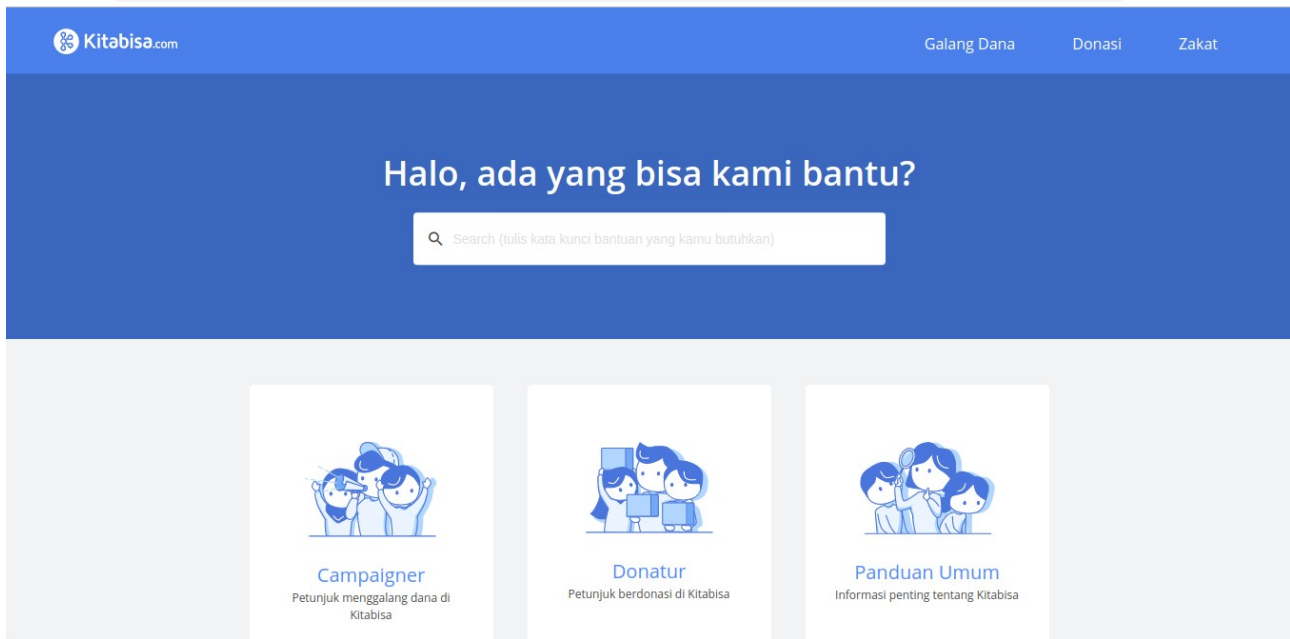 Kitabisa.com
Galang Dana
Donasi
Zakat
Halo, ada yang bisa kami bantu?
Search (tulis kata kunci bantuan yang kamu butuhkan)
Campaigner
Petunjuk menggalang dana di
Kitabisa
Donatur
Petunjuk berdonasi di Kitabisa
Panduan Umum
Informasi penting tentang Kitabisa